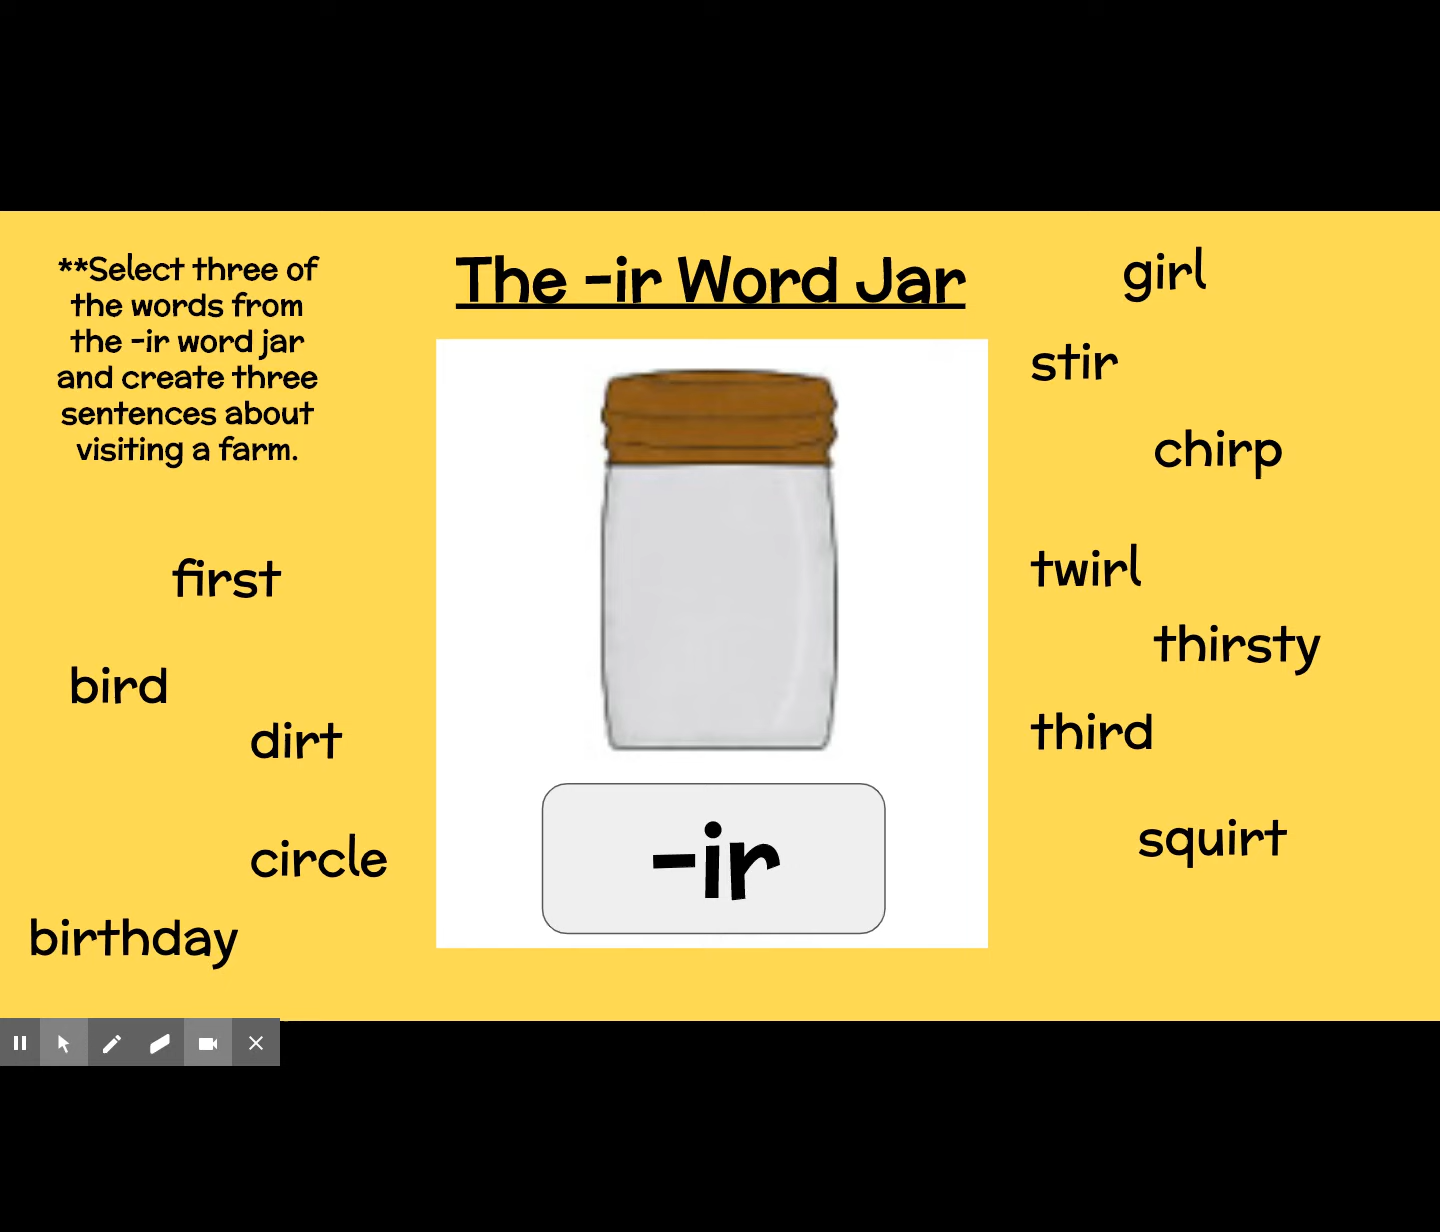 **Select three of
the words from
the -ir word jar
and create three
sentences about
visiting a farm.
The -ir Word Jar
first
bird
dirt
circle
birthday
-ir
girl
stir
chirp
twirl
thirsty
third
squirt